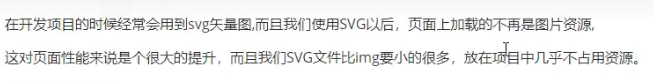 在开发项目的时候经常会用到svg矢量图,而且我们使用SVG以后，页面上加载的不再是图片资源,
这对页面性能来说是个很大的提升，而且我们SVG文件比img要小的很多，放在项目中几乎不占用资源。